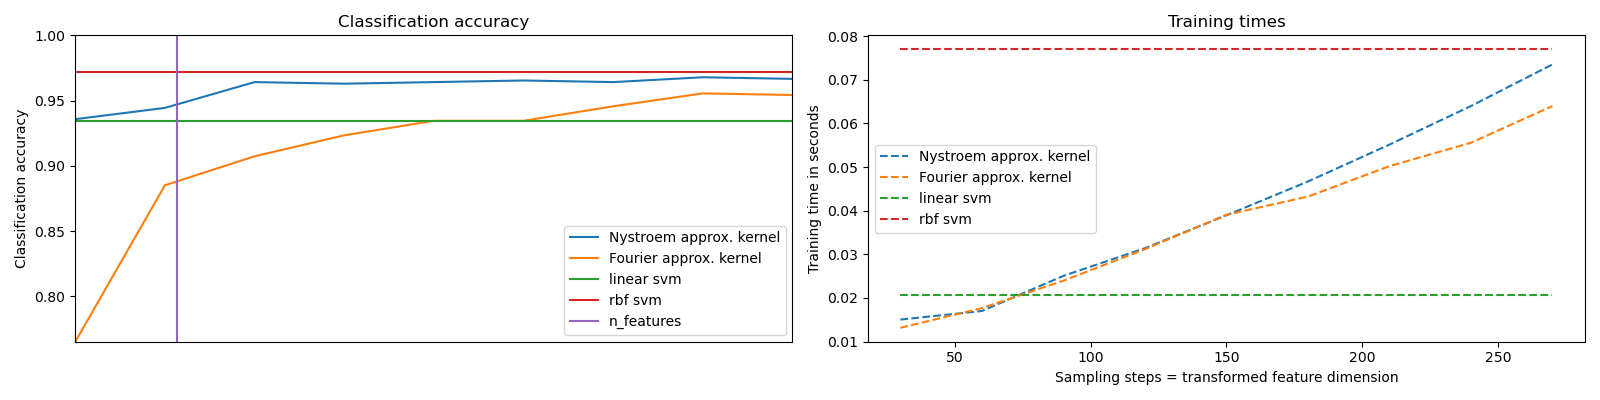 Classification accuracy
Classification accuracy
1.00
0.95
0.90
0.85
0.80
Nystroem approx. kernel
Fourier approx. kernel
linear svm
rbf svm
n_features
Training times
Training time in seconds
0.08
0.07
0.06
0.05
0.04
0.03
0.02
0.01
Nystroem approx. kernel
Fourier approx. kernel
linear svm
rbf svm
50
100
150
200
250
Sampling steps = transformed feature dimension